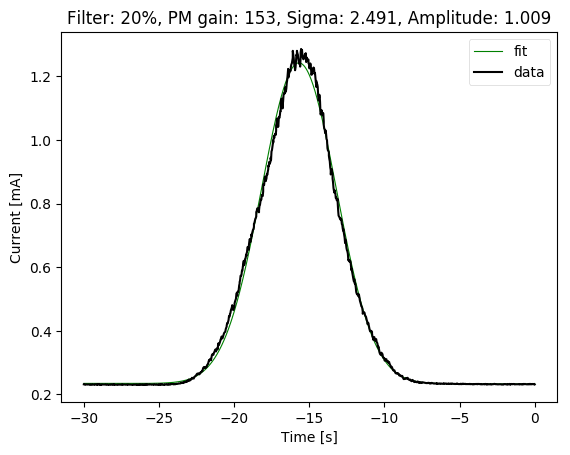 Filter: 20%, PM gain: 153, Sigma: 2.491, Amplitude: 1.009
fit
data
1.2
1.0
0.8
0.6
0.4
0.2
Current [mA]
−30 −25 −20 −15 −10 −5 0
Time [s]